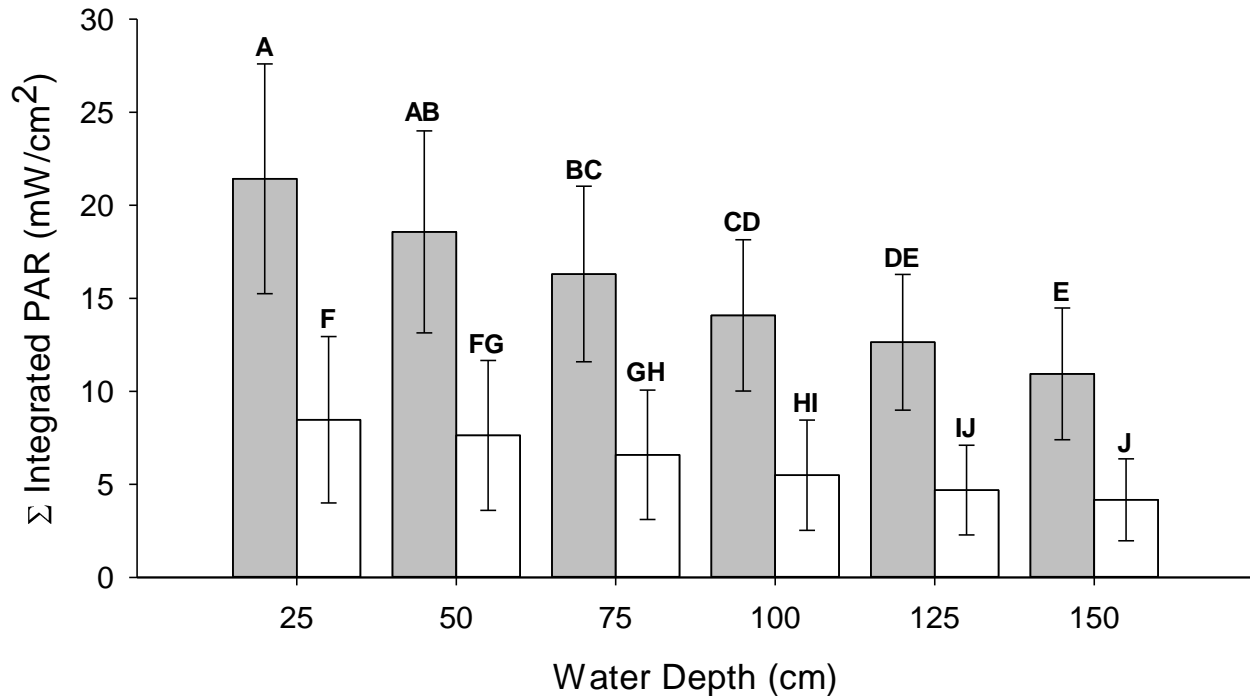 Σ Integrated PAR (mW/cm²)
30
25
20
15
10
5
0
A
F
AB
FG
BC
GH
CD
HI
DE
IJ
E
J
25 50 75 100 125 150
Water Depth (cm)